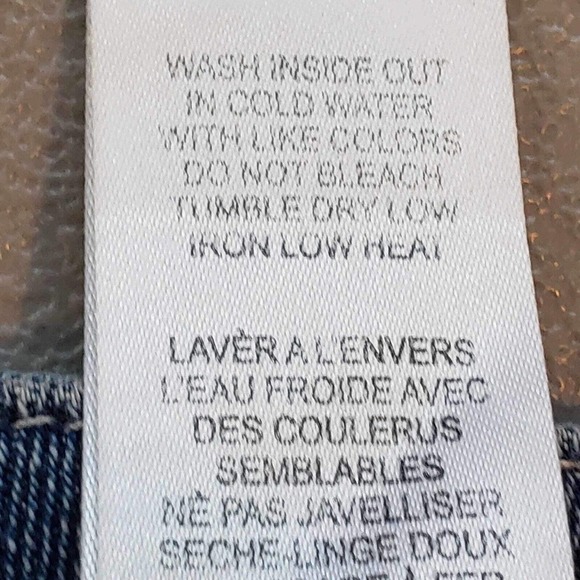 WASH INSIDE OUT
IN COLD WATER
WITH LIKE COLORS
DO NOT BLEACH
TUMBLE DRY LOW
IRON LOW HEAT
LAVÈR A L'ENVERS
L'EAU FROIDE AVEC
DES COULERUS
SEMBLABLES
NÈ PAS JAVELLISER
SECHE-LINGE DOUX
À FER